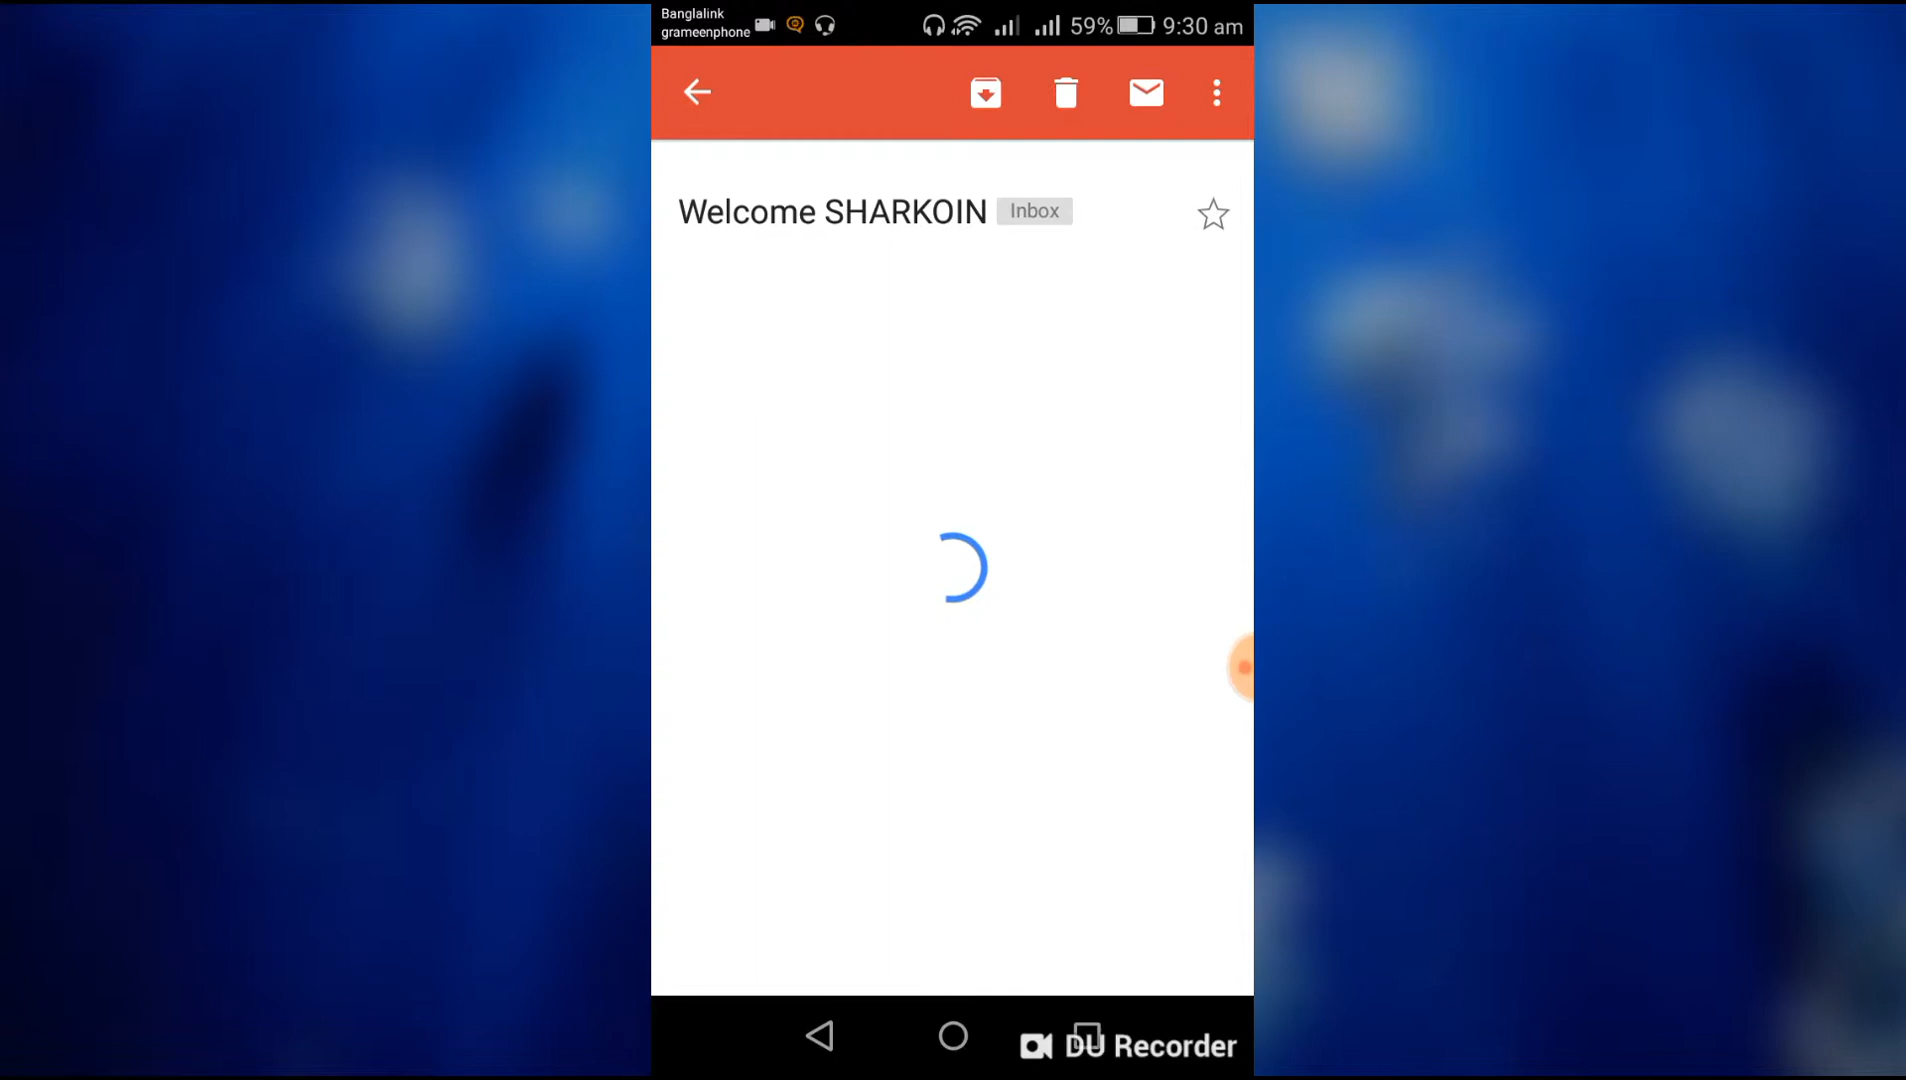 Banglalink
grameenphone
59% 9:30 am
Welcome SHARKOIN Inbox
DU Recorder